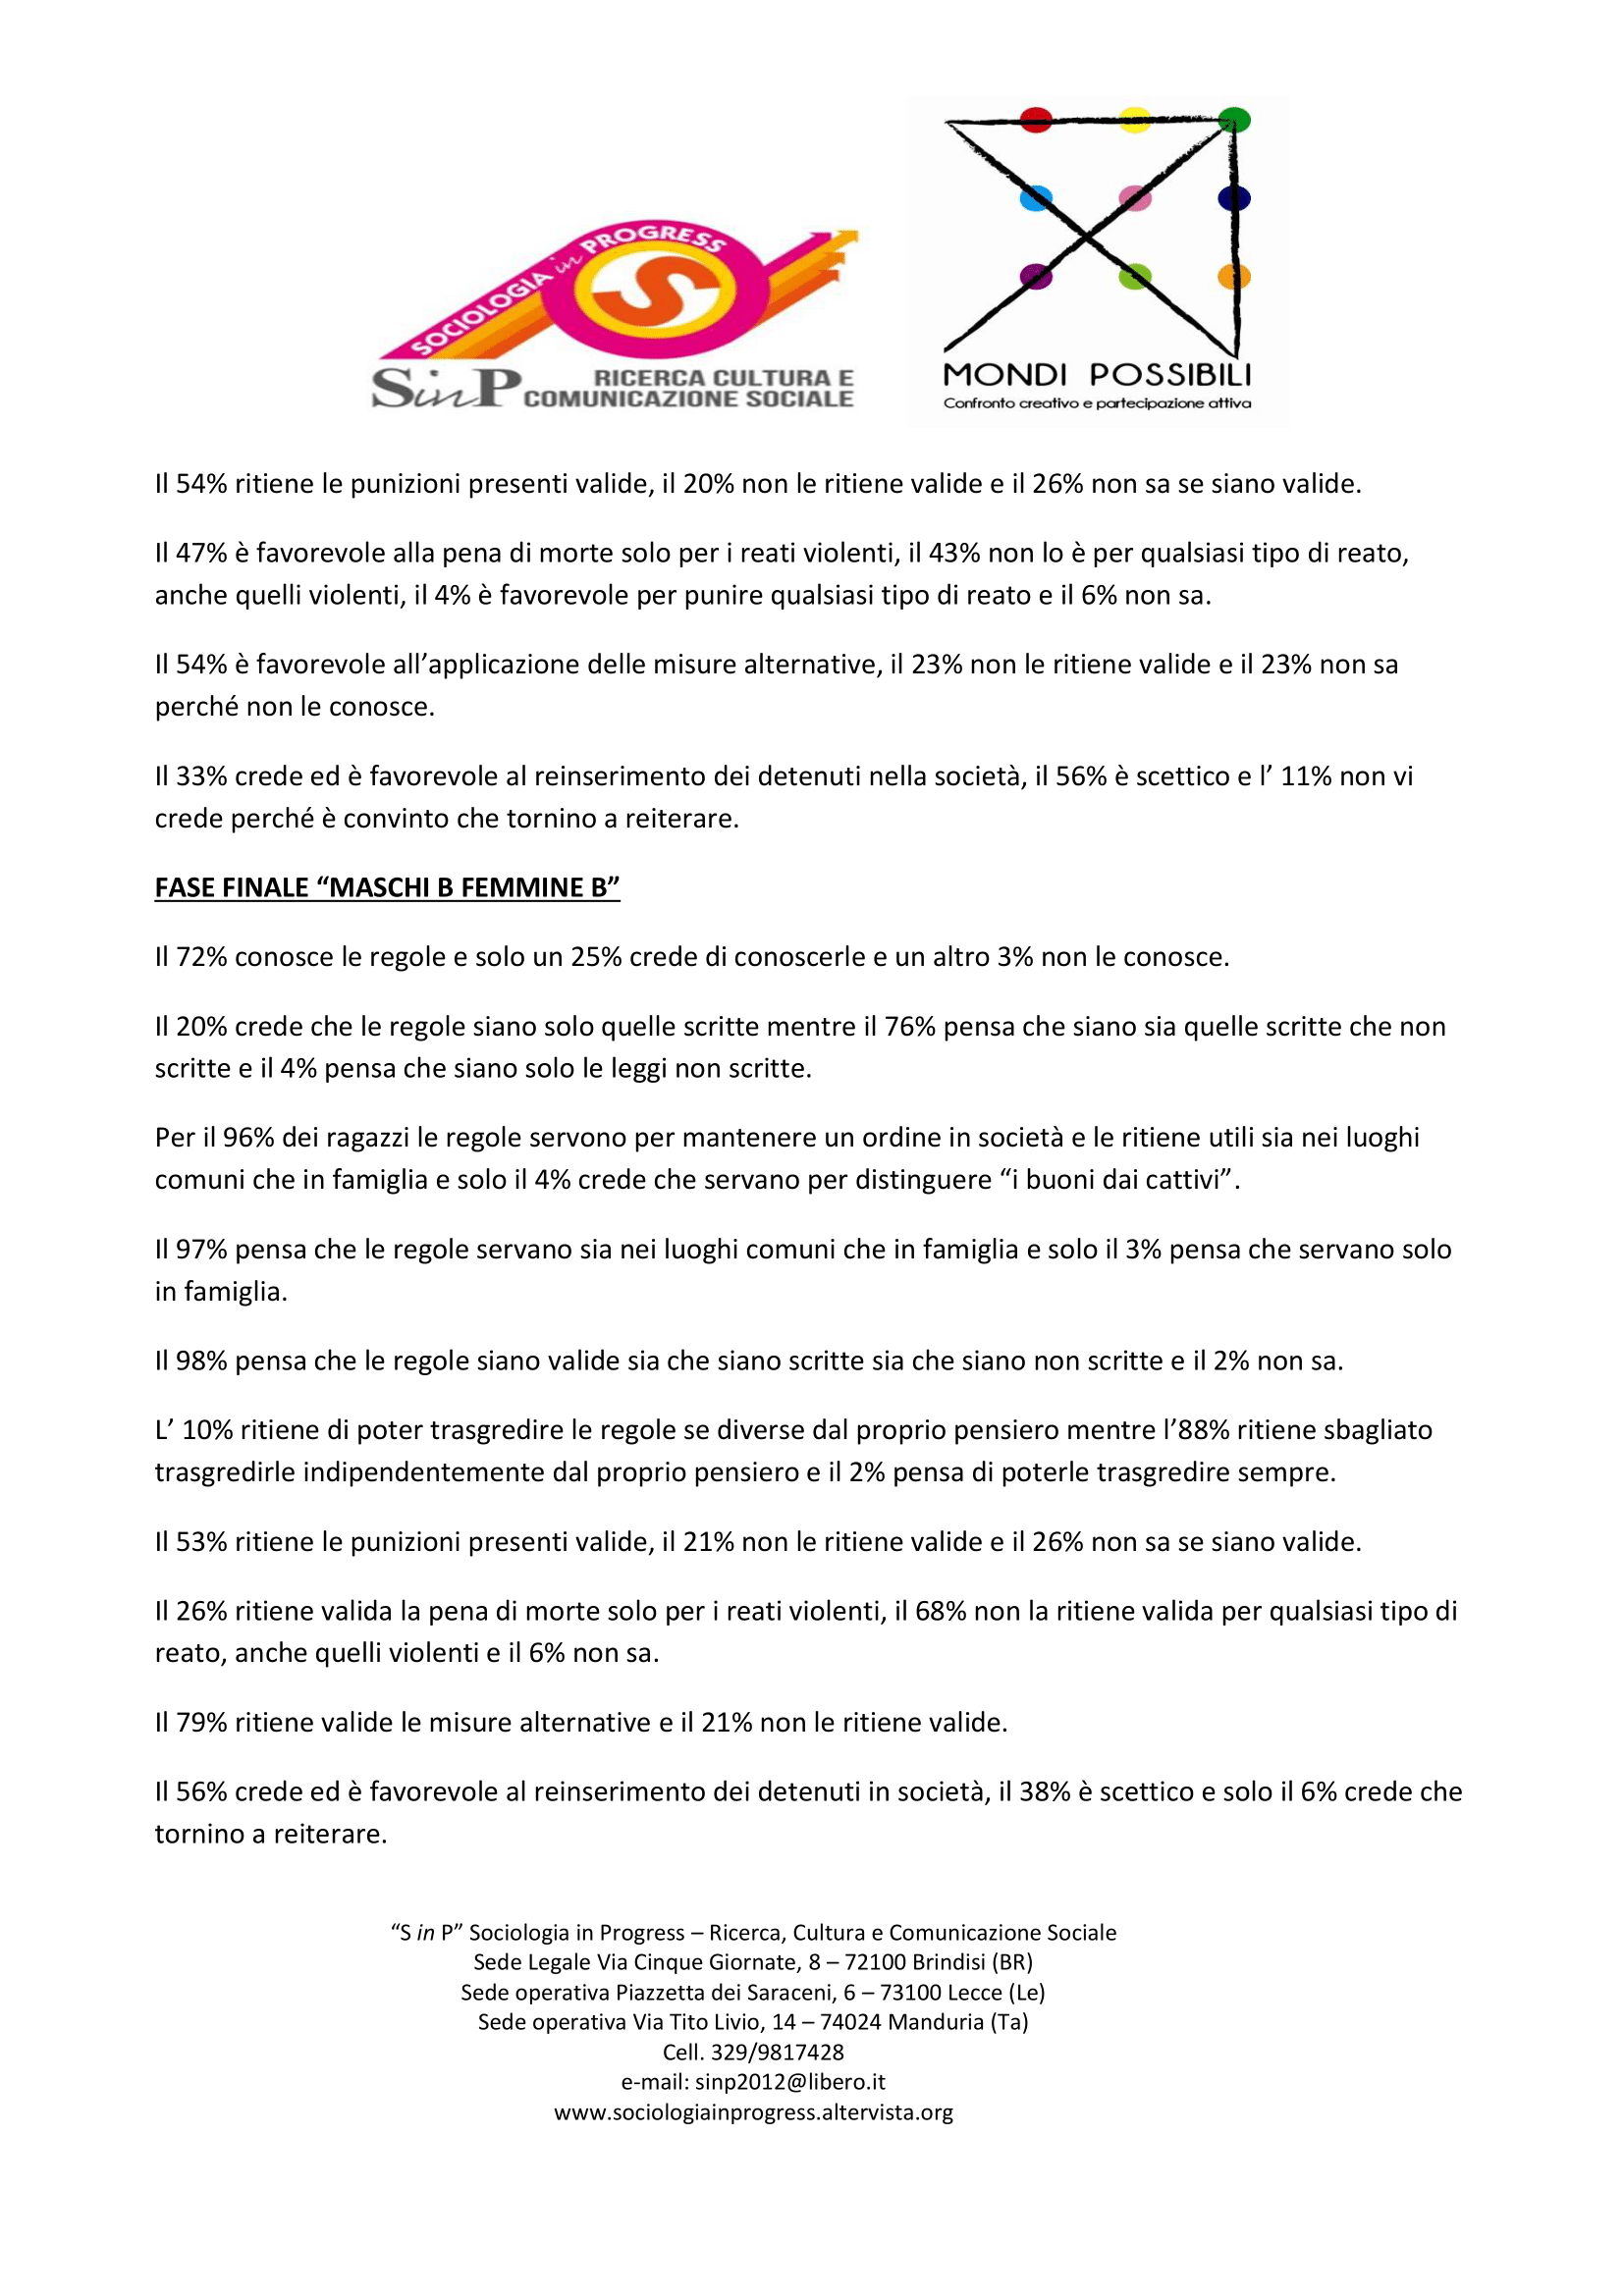 SOCIOLOGIA in PROGRESS
S
SinP RICERCA CULTURA E
COMUNICAZIONE SOCIALE
MONDI POSSIBILI
Confronto creativo e partecipazione attiva
Il 54% ritiene le punizioni presenti valide, il 20% non le ritiene valide e il 26% non sa se siano valide.
Il 47% è favorevole alla pena di morte solo per i reati violenti, il 43% non lo è per qualsiasi tipo di reato,
anche quelli violenti, il 4% è favorevole per punire qualsiasi tipo di reato e il 6% non sa.
Il 54% è favorevole all’applicazione delle misure alternative, il 23% non le ritiene valide e il 23% non sa
perché non le conosce.
Il 33% crede ed è favorevole al reinserimento dei detenuti nella società, il 56% è scettico e l’ 11% non vi
crede perché è convinto che tornino a reiterare.
FASE FINALE “MASCHI B FEMMINE B”
Il 72% conosce le regole e solo un 25% crede di conoscerle e un altro 3% non le conosce.
Il 20% crede che le regole siano solo quelle scritte mentre il 76% pensa che siano sia quelle scritte che non
scritte e il 4% pensa che siano solo le leggi non scritte.
Per il 96% dei ragazzi le regole servono per mantenere un ordine in società e le ritiene utili sia nei luoghi
comuni che in famiglia e solo il 4% crede che servano per distinguere “i buoni dai cattivi”.
Il 97% pensa che le regole servano sia nei luoghi comuni che in famiglia e solo il 3% pensa che servano solo
in famiglia.
Il 98% pensa che le regole siano valide sia che siano scritte sia che siano non scritte e il 2% non sa.
L’ 10% ritiene di poter trasgredire le regole se diverse dal proprio pensiero mentre l’88% ritiene sbagliato
trasgredirle indipendentemente dal proprio pensiero e il 2% pensa di poterle trasgredire sempre.
Il 53% ritiene le punizioni presenti valide, il 21% non le ritiene valide e il 26% non sa se siano valide.
Il 26% ritiene valida la pena di morte solo per i reati violenti, il 68% non la ritiene valida per qualsiasi tipo di
reato, anche quelli violenti e il 6% non sa.
Il 79% ritiene valide le misure alternative e il 21% non le ritiene valide.
Il 56% crede ed è favorevole al reinserimento dei detenuti in società, il 38% è scettico e solo il 6% crede che
tornino a reiterare.
“S in P” Sociologia in Progress – Ricerca, Cultura e Comunicazione Sociale
Sede Legale Via Cinque Giornate, 8 – 72100 Brindisi (BR)
Sede operativa Piazzetta dei Saraceni, 6 – 73100 Lecce (Le)
Sede operativa Via Tito Livio, 14 – 74024 Manduria (Ta)
Cell. 329/9817428
e-mail: sinp2012@libero.it
www.sociologiainprogress.altervista.org